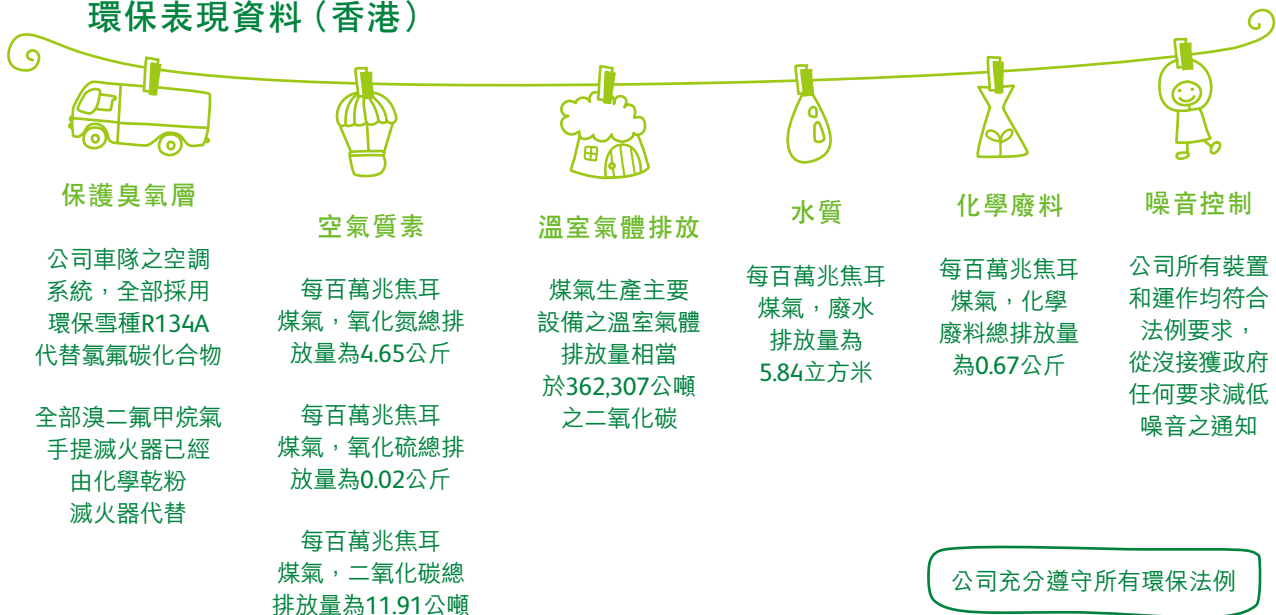 環保表現資料（香港）
保護臭氧層
公司車隊之空調
系統，全部採用
環保雪種R134A
代替氯氟碳化合物
全部溴二氟甲烷氣
手提滅火器已經
由化學乾粉
滅火器代替
空氣質素
每百萬兆焦耳
煤氣，氧化氮總排
放量為4.65公斤
每百萬兆焦耳
煤氣，氧化硫總排
放量為0.02公斤
每百萬兆焦耳
煤氣，二氧化碳總
排放量為11.91公噸
溫室氣體排放
煤氣生產主要
設備之溫室氣體
排放量相當
於362,307公噸
之二氧化碳
水質
每百萬兆焦耳
煤氣，廢水
排放量為
5.84立方米
化學廢料
每百萬兆焦耳
煤氣，化學
廢料總排放量
為0.67公斤
噪音控制
公司所有裝置
和運作均符合
法例要求，
從沒接獲政府
任何要求減低
噪音之通知
公司充分遵守所有環保法例